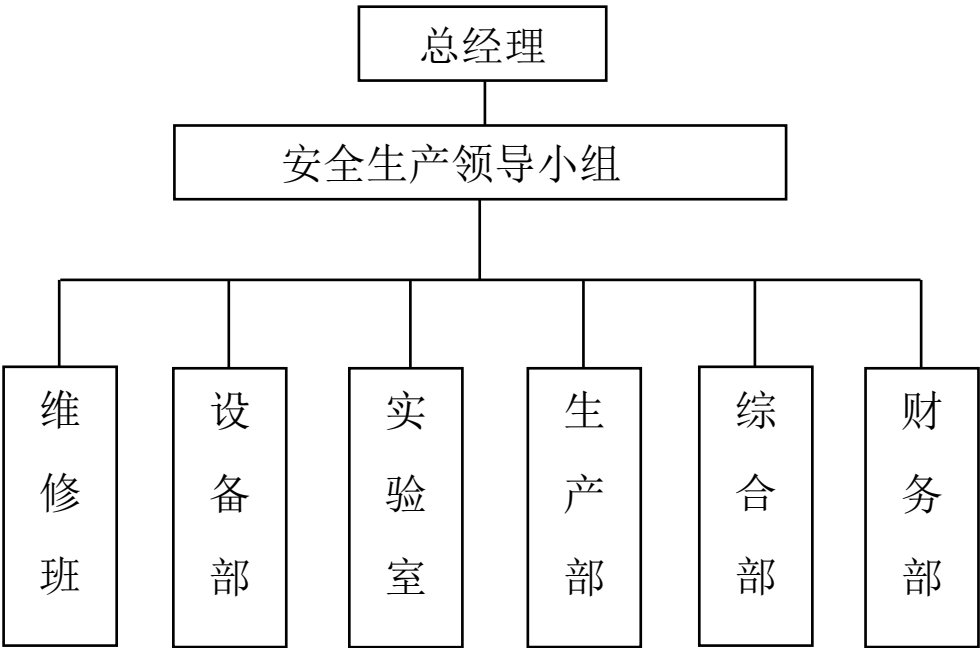 总经理
安全生产领导小组
维修班
设备部
实验室
生产部
综合部
财务部